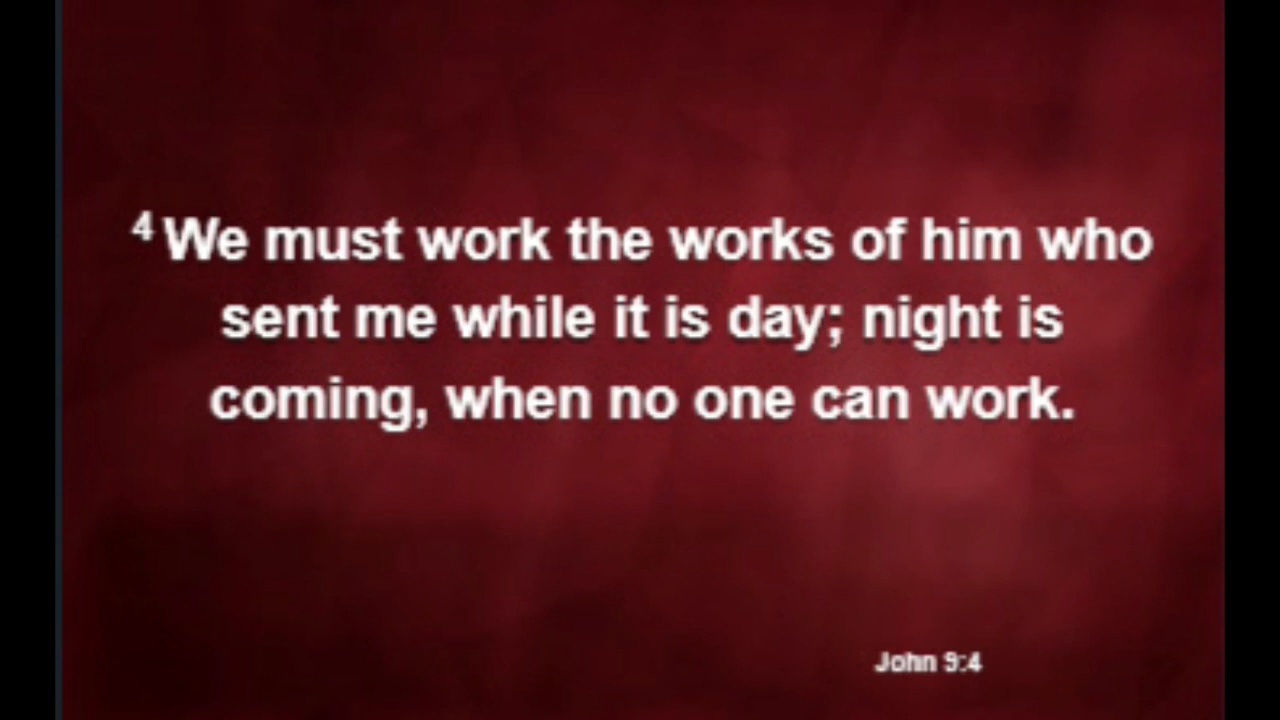 4 We must work the works of him who
sent me while it is day; night is
coming, when no one can work.
John 9:4